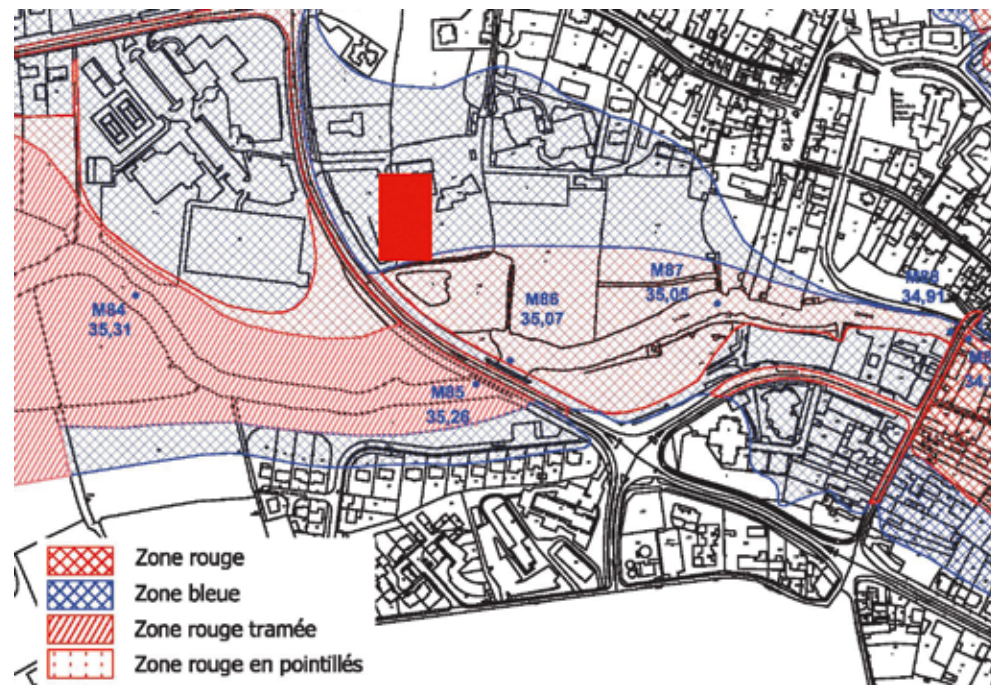 M84
35,31
M85
35,26
M86
35,07
M87
35,05
34,91
Zone rouge
Zone bleue
Zone rouge tramée
Zone rouge en pointillés